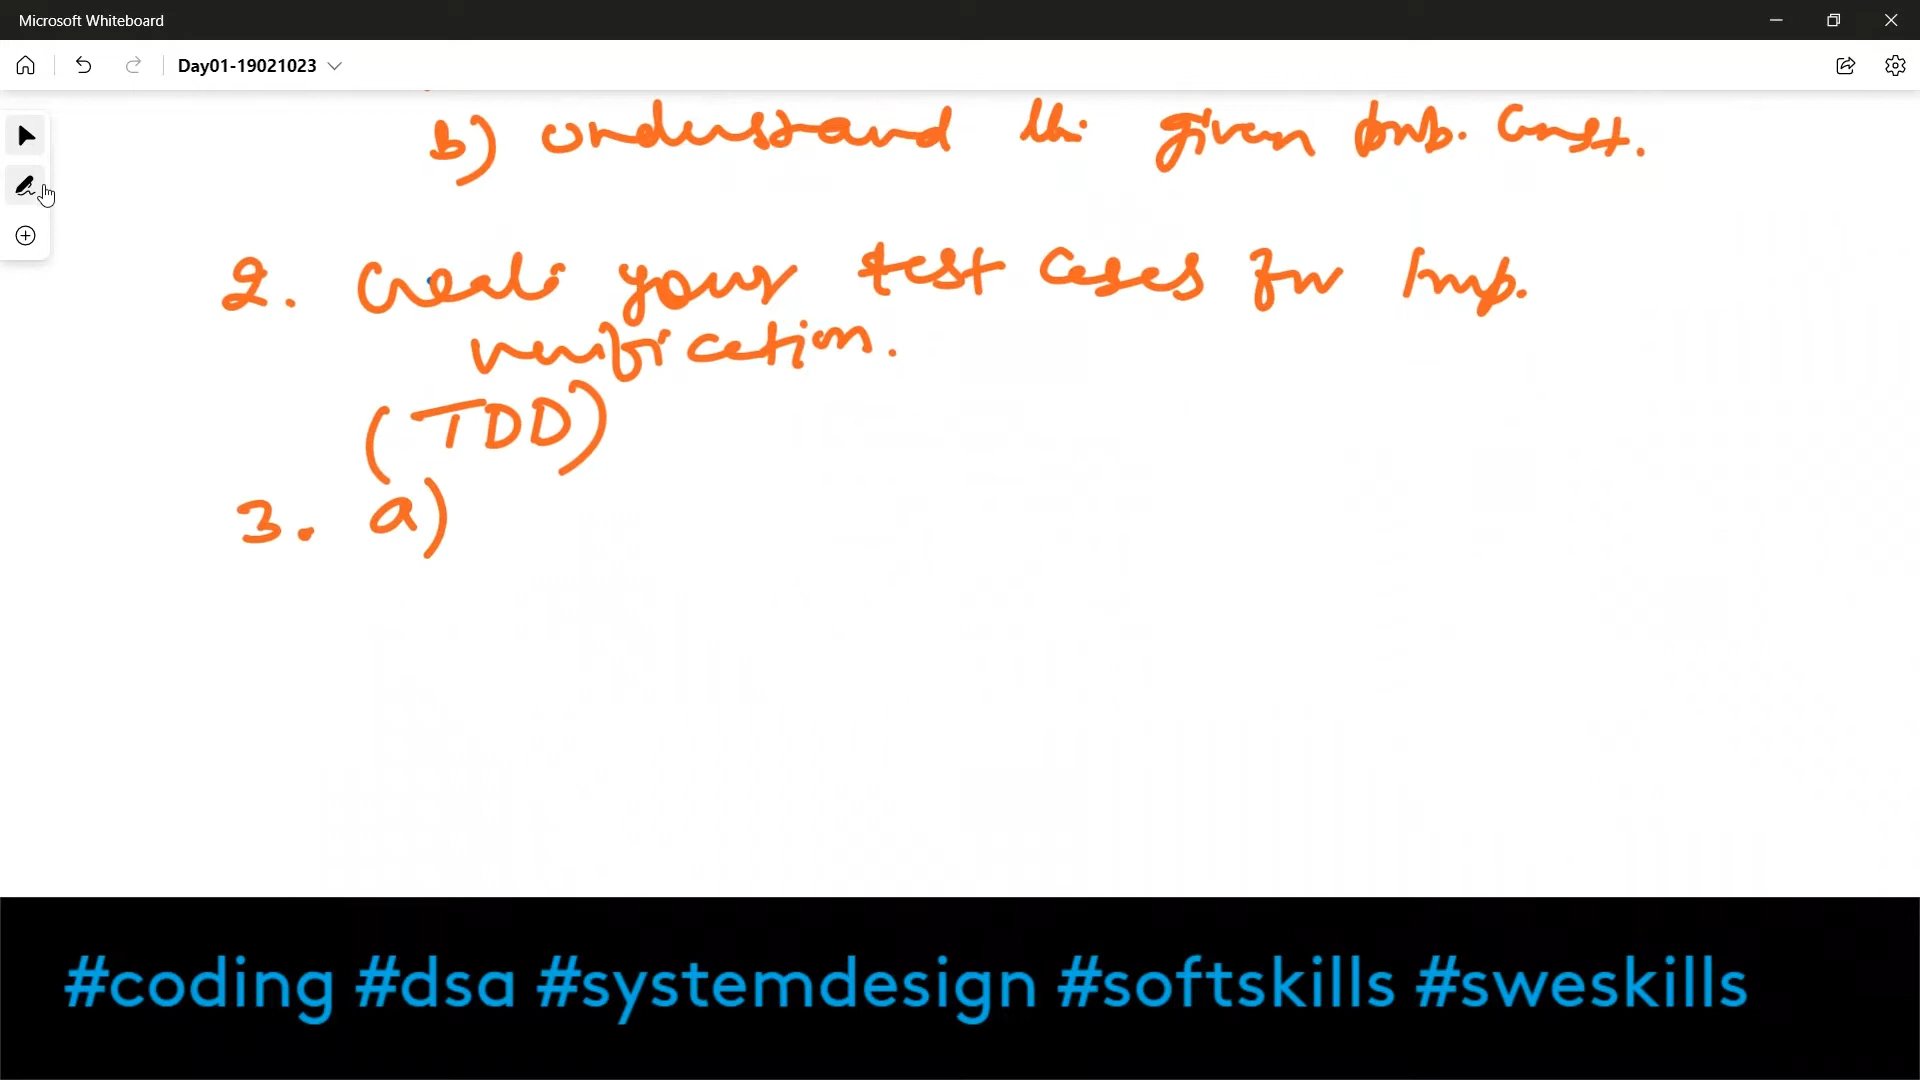 Microsoft Whiteboard
Day01-19021023
b) understand the given Imp. Const.
2. Create your test cases for Imp.
verification.
(TDD)
3. a)
#coding #dsa #systemdesign #softskills #sweskills